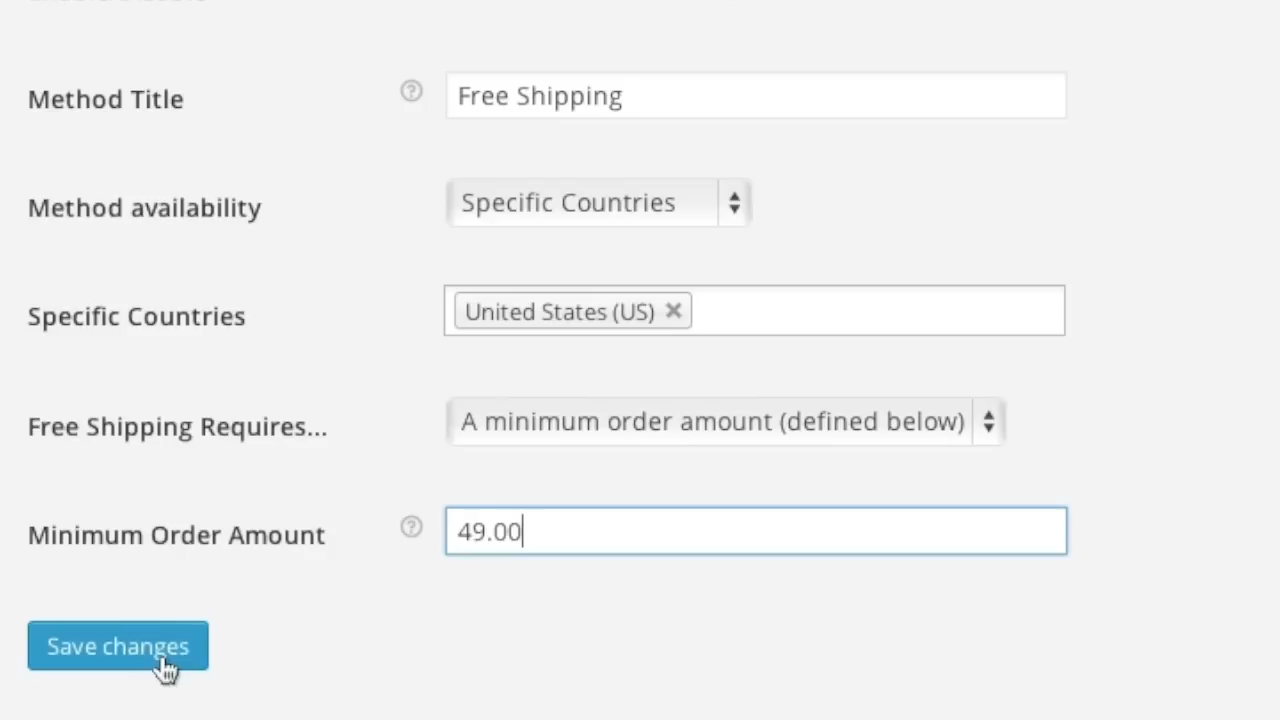 Method Title
?
Free Shipping
Method availability
Specific Countries
Specific Countries
United States (US)
Free Shipping Requires...
A minimum order amount (defined below)
Minimum Order Amount
?
49.00
Save changes